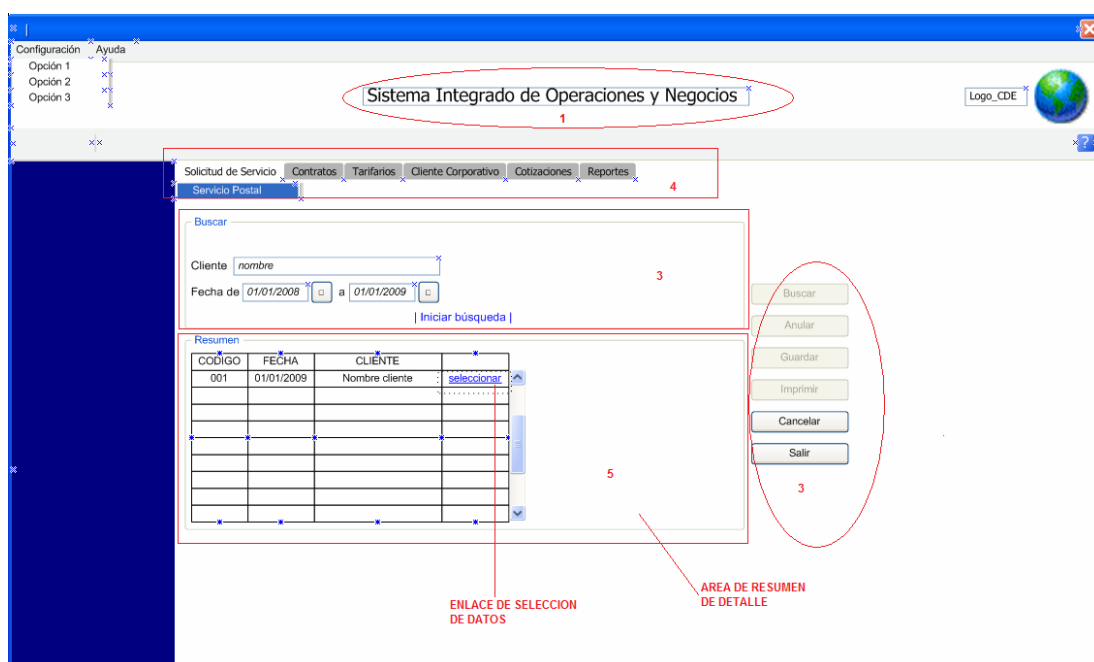 Configuración Ayuda
Opción 1
Opción 2
Opción 3
Sistema Integrado de Operaciones y Negocios
1
Logo_CDE
?
Solicitud de Servicio Contratos Tarifarios Cliente Corporativo Cotizaciones Reportes
4
Servicio Postal
Buscar
Cliente nombre
3
Fecha de 01/01/2008 a 01/01/2009
| Iniciar búsqueda |
Buscar
Anular
Guardar
Imprimir
Cancelar
Salir
3
Resumen
CODIGO FECHA CLIENTE
001 01/01/2009 Nombre cliente seleccionar
5
ENLACE DE SELECCION
DE DATOS
AREA DE RESUMEN
DE DETALLE